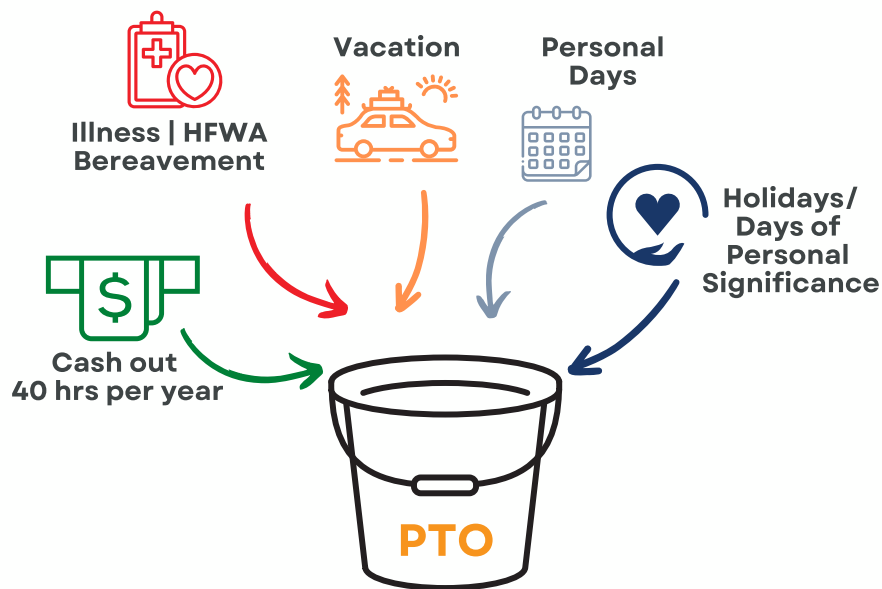 Illness | HFWA
Bereavement
Vacation
Personal
Days
Holidays/
Days of
Personal
Significance
$
Cash out
40 hrs per year
PTO